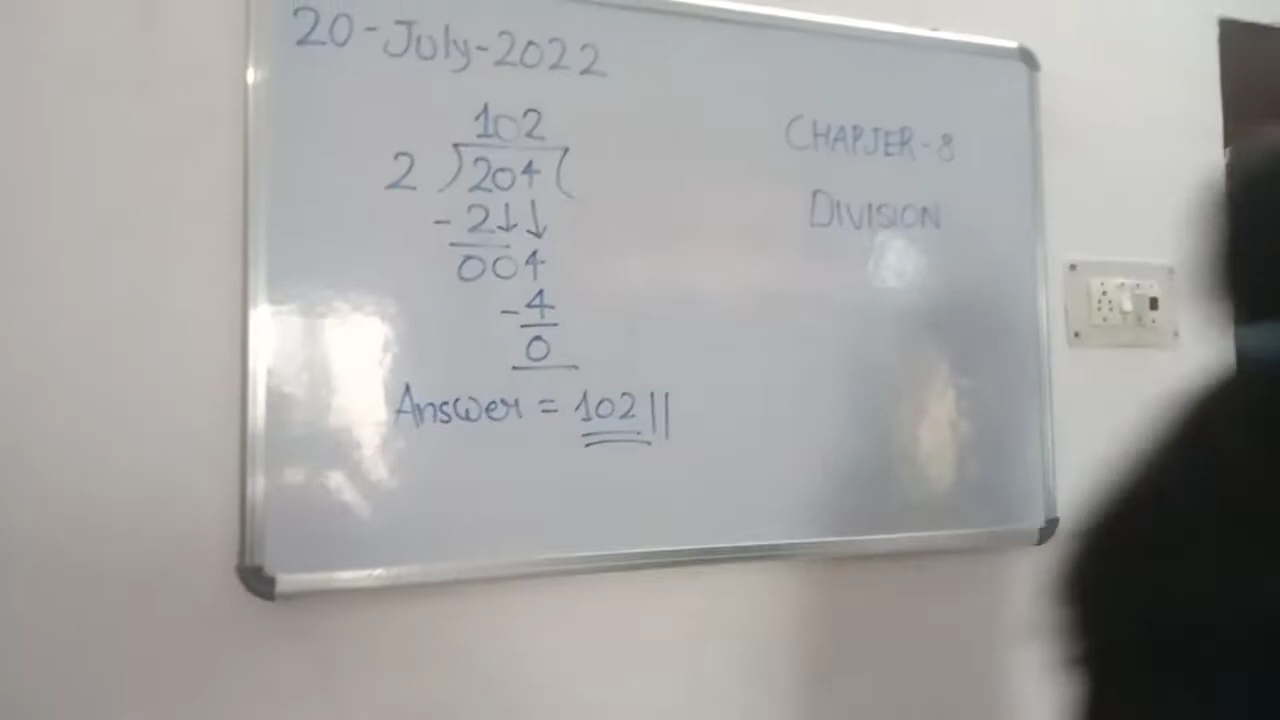 20-July-2022
102
2 )204(
-2↓↓
004
-4
0
Answer = 102||
CHAPTER-8
DIVISION